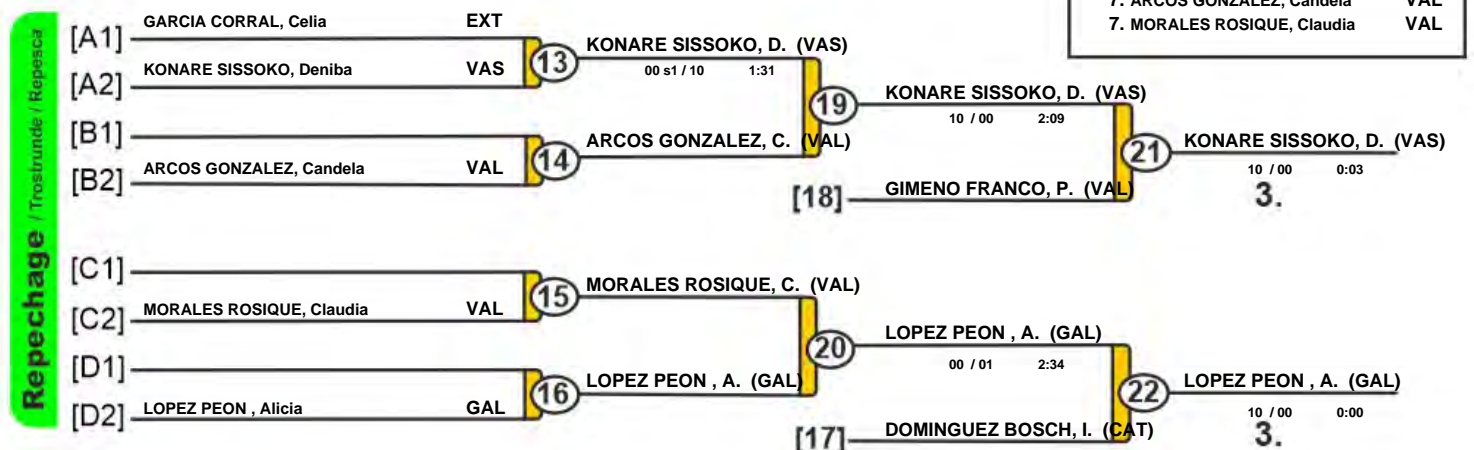 7. ARCOS GONZALEZ, Candela VAL
7. MORALES ROSIQUE, Claudia VAL
Repechage / Trostrunde / Repesca
[A1] GARCIA CORRAL, Celia EXT
[A2] KONARE SISSOKO, Deniba VAS
13 KONARE SISSOKO, D. (VAS)
00 s1 / 10 1:31
[B1]
[B2] ARCOS GONZALEZ, Candela VAL
14 ARCOS GONZALEZ, C. (VAL)
19 KONARE SISSOKO, D. (VAS)
10 / 00 2:09
[18] GIMENO FRANCO, P. (VAL)
21 KONARE SISSOKO, D. (VAS)
10 / 00 0:03
3.
[C1]
[C2] MORALES ROSIQUE, Claudia VAL
15 MORALES ROSIQUE, C. (VAL)
[D1]
[D2] LOPEZ PEON , Alicia GAL
16 LOPEZ PEON , A. (GAL)
20 LOPEZ PEON , A. (GAL)
00 / 01 2:34
[17] DOMINGUEZ BOSCH, I. (CAT)
22 LOPEZ PEON , A. (GAL)
10 / 00 0:00
3.